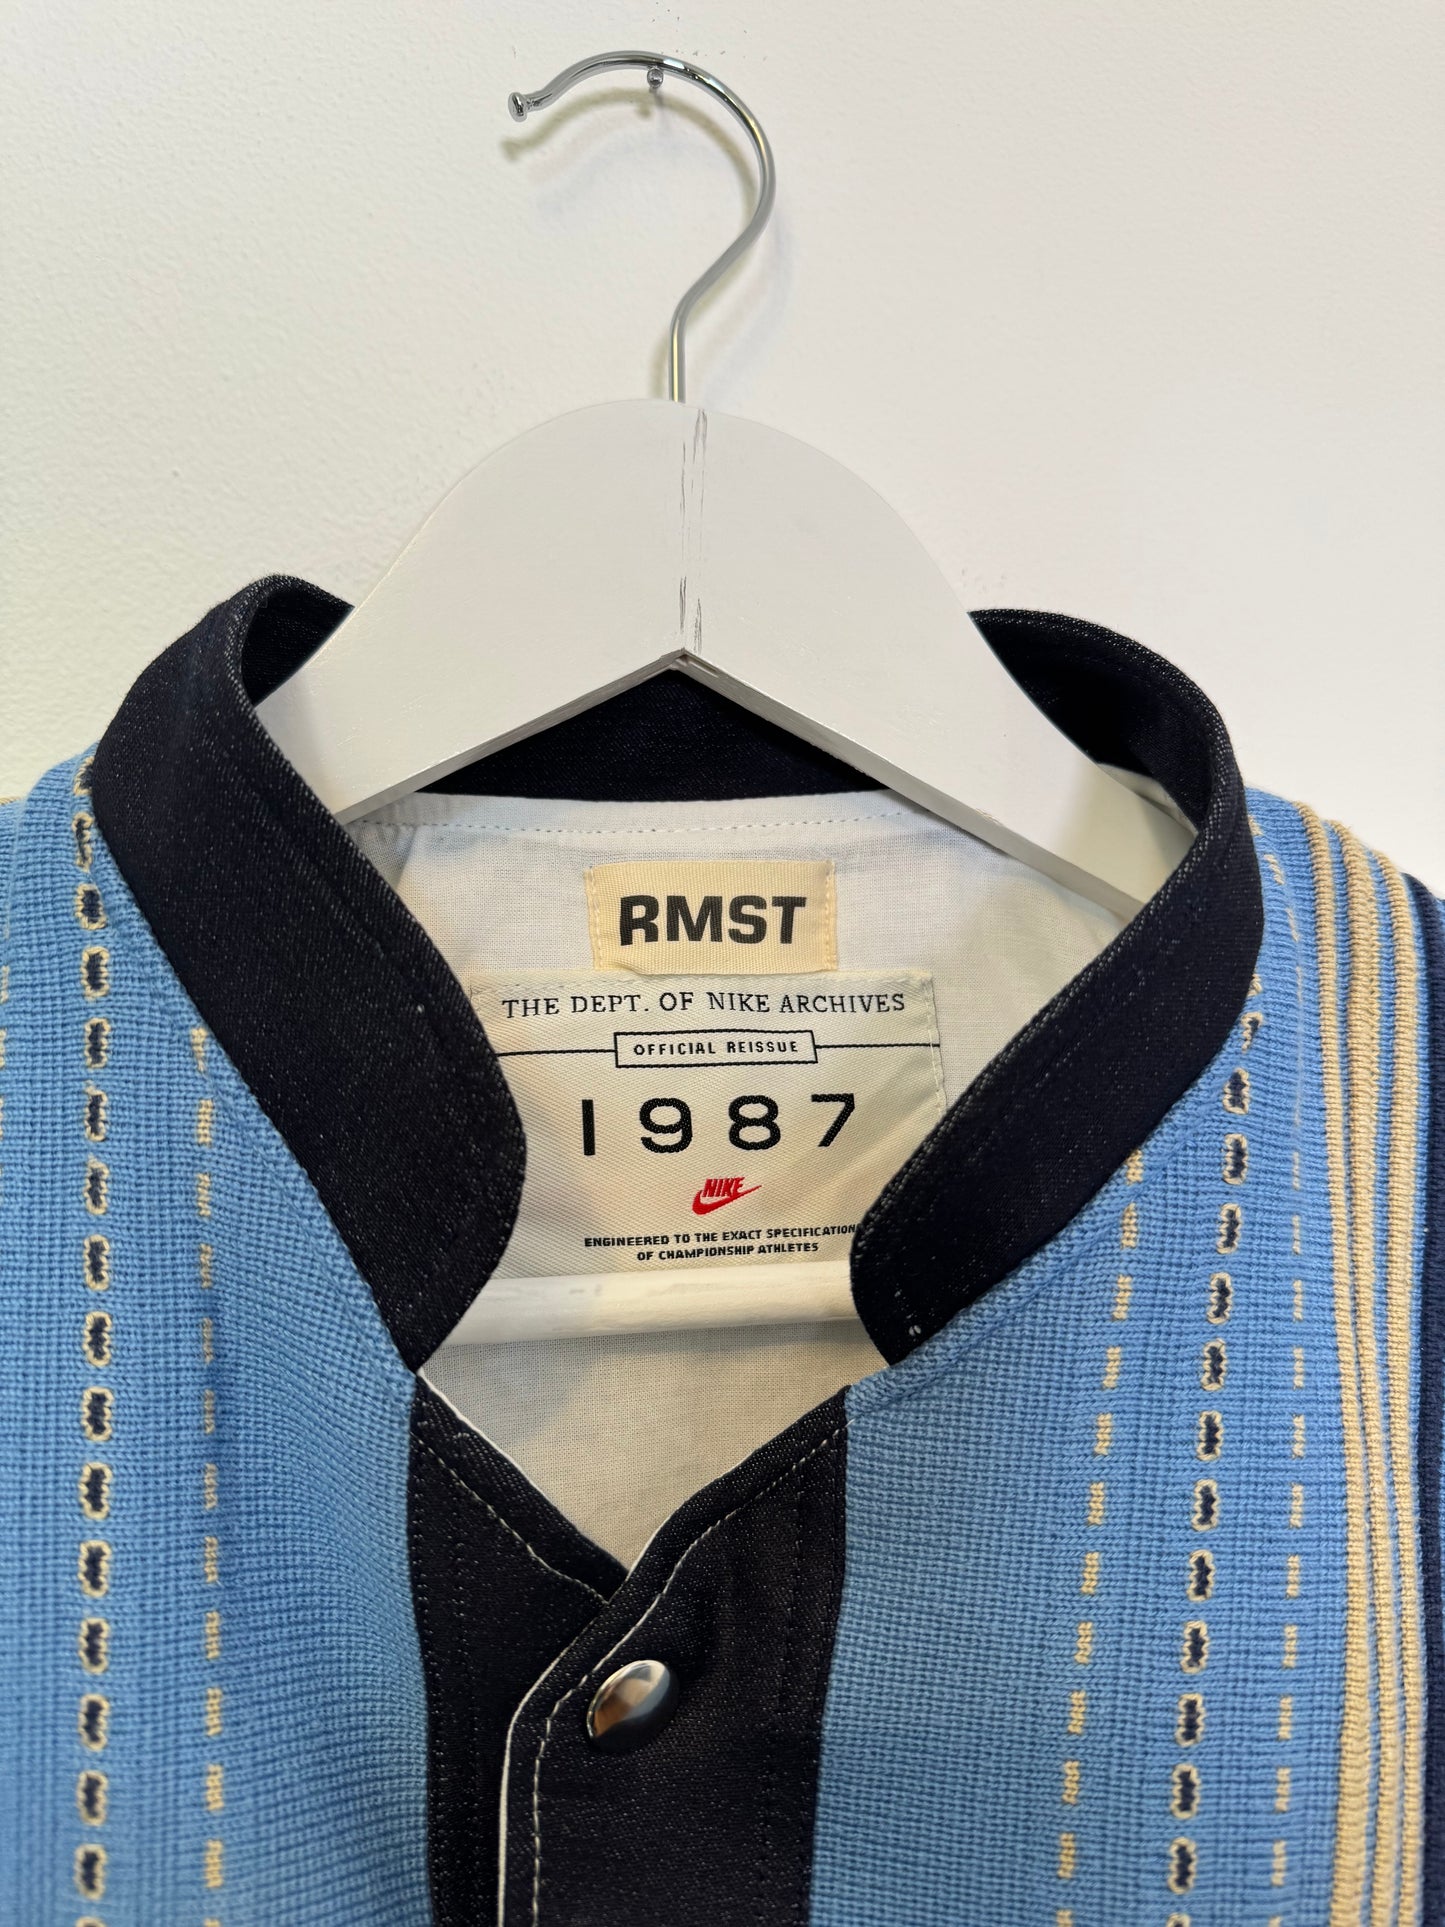 RMST
THE DEPT. OF NIKE ARCHIVES
OFFICIAL REISSUE
1987
NIKE
ENGINEERED TO THE EXACT SPECIFICATION
OF CHAMPIONSHIP ATHLETES